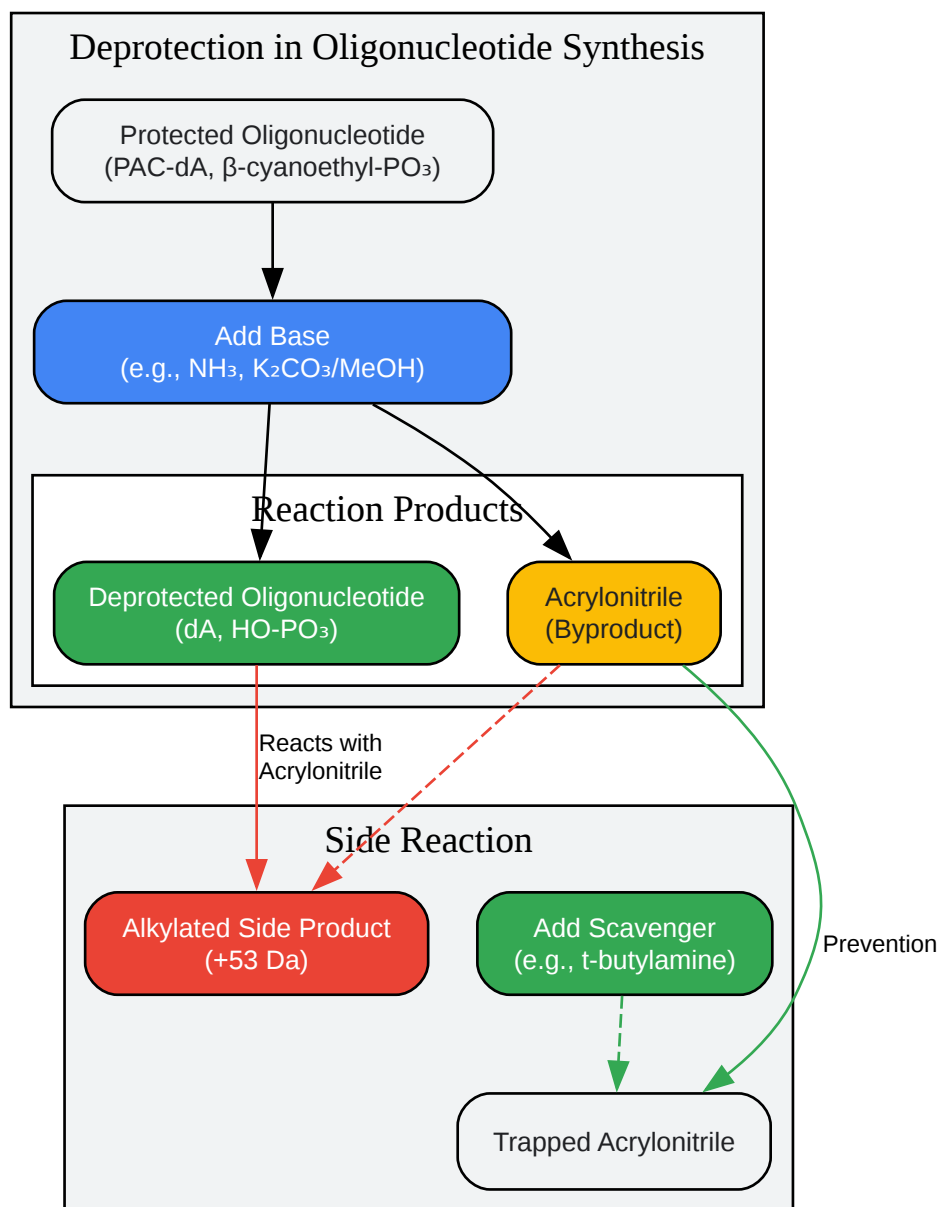 Deprotection in Oligonucleotide Synthesis
Protected Oligonucleotide
(PAC-dA, β-cyanoethyl-PO₃)
Add Base
(e.g., NH₃, K₂CO₃/MeOH)
Reaction Products
Deprotected Oligonucleotide
(dA, HO-PO₃)
Acrylonitrile
(Byproduct)
Reacts with
Acrylonitrile
Side Reaction
Alkylated Side Product
(+53 Da)
Add Scavenger
(e.g., t-butylamine)
Prevention
Trapped Acrylonitrile